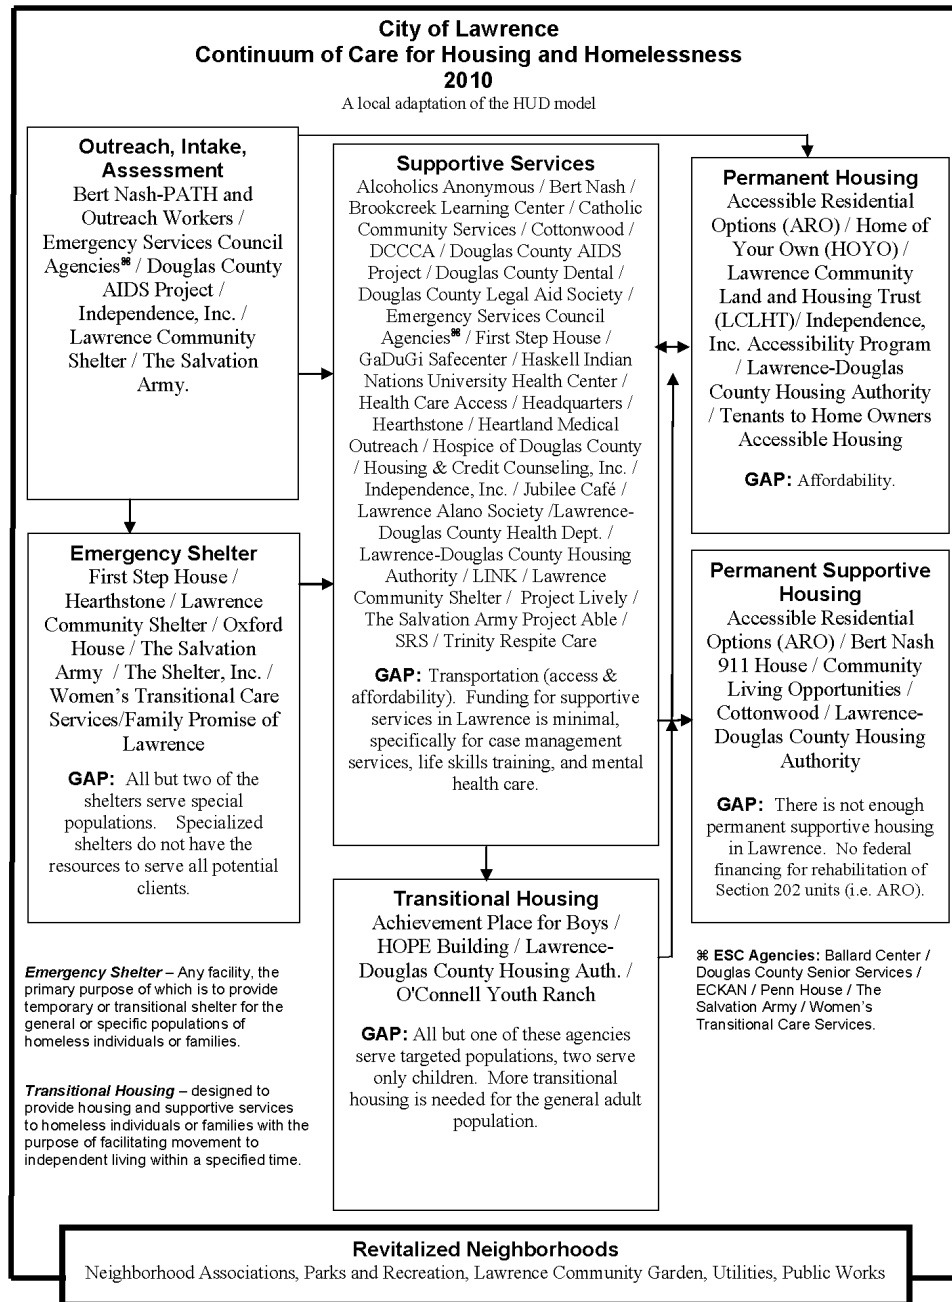 City of Lawrence
Continuum of Care for Housing and Homelessness
2010
A local adaptation of the HUD model
Outreach, Intake,
Assessment
Bert Nash-PATH and
Outreach Workers /
Emergency Services Council
Agencies⌘ / Douglas County
AIDS Project /
Independence, Inc. /
Lawrence Community
Shelter / The Salvation
Army.
Emergency Shelter
First Step House /
Hearthstone / Lawrence
Community Shelter / Oxford
House / The Salvation
Army / The Shelter, Inc. /
Women's Transitional Care
Services/Family Promise of
Lawrence
GAP: All but two of the
shelters serve special
populations. Specialized
shelters do not have the
resources to serve all potential
clients.
Emergency Shelter – Any facility, the
primary purpose of which is to provide
temporary or transitional shelter for the
general or specific populations of
homeless individuals or families.
Transitional Housing – designed to
provide housing and supportive services
to homeless individuals or families with the
purpose of facilitating movement to
independent living within a specified time.
Supportive Services
Alcoholics Anonymous / Bert Nash /
Brookcreek Learning Center / Catholic
Community Services / Cottonwood /
DCCCA / Douglas County AIDS
Project / Douglas County Dental /
Douglas County Legal Aid Society /
Emergency Services Council
Agencies⌘ / First Step House /
GaDuGi Safecenter / Haskell Indian
Nations University Health Center /
Health Care Access / Headquarters /
Hearthstone / Heartland Medical
Outreach / Hospice of Douglas County
/ Housing & Credit Counseling, Inc. /
Independence, Inc. / Jubilee Café /
Lawrence Alano Society /Lawrence-
Douglas County Health Dept. /
Lawrence-Douglas County Housing
Authority / LINK / Lawrence
Community Shelter / Project Lively /
The Salvation Army Project Able /
SRS / Trinity Respite Care
GAP: Transportation (access &
affordability). Funding for supportive
services in Lawrence is minimal,
specifically for case management
services, life skills training, and mental
health care.
Transitional Housing
Achievement Place for Boys /
HOPE Building / Lawrence-
Douglas County Housing Auth. /
O'Connell Youth Ranch
GAP: All but one of these agencies
serve targeted populations, two serve
only children. More transitional
housing is needed for the general adult
population.
Permanent Housing
Accessible Residential
Options (ARO) / Home of
Your Own (HOYO) /
Lawrence Community
Land and Housing Trust
(LCLHT)/ Independence,
Inc. Accessibility Program
/ Lawrence-Douglas
County Housing Authority
/ Tenants to Home Owners
Accessible Housing
GAP: Affordability.
Permanent Supportive
Housing
Accessible Residential
Options (ARO) / Bert Nash
911 House / Community
Living Opportunities /
Cottonwood / Lawrence-
Douglas County Housing
Authority
GAP: There is not enough
permanent supportive housing
in Lawrence. No federal
financing for rehabilitation of
Section 202 units (i.e. ARO).
⌘ ESC Agencies: Ballard Center /
Douglas County Senior Services /
ECKAN / Penn House / The
Salvation Army / Women's
Transitional Care Services.
Revitalized Neighborhoods
Neighborhood Associations, Parks and Recreation, Lawrence Community Garden, Utilities, Public Works